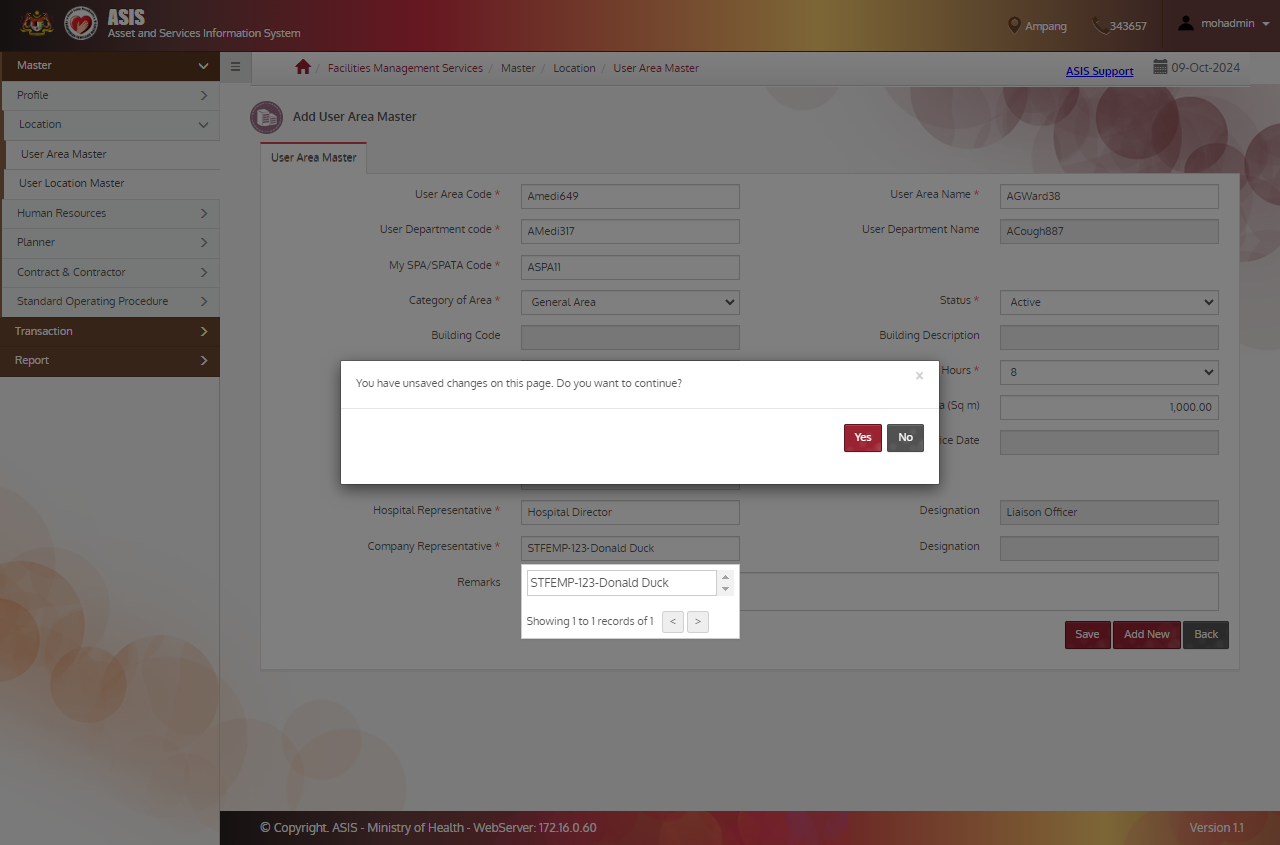 ASIS
Asset and Services Information System
Ampang
343657
mohadmin
Master
Profile
Location
User Area Master
User Location Master
Human Resources
Planner
Contract & Contractor
Standard Operating Procedure
Transaction
Report
/ Facilities Management Services / Master / Location / User Area Master
ASIS Support
09-Oct-2024
Add User Area Master
User Area Master
User Area Code * Amedi649
User Area Name * AGWard38
User Department code * AMedi317
User Department Name ACough887
My SPA/SPATA Code * ASPA11
Category of Area * General Area
Status * Active
Building Code
Building Description
Hours * 8
(Sq m) 1,000.00
Date
You have unsaved changes on this page. Do you want to continue?
×
Yes
No
Hospital Representative * Hospital Director
Designation Liaison Officer
Company Representative * STFEMP-123-Donald Duck
Designation
STFEMP-123-Donald Duck
Showing 1 to 1 records of 1 < >
Remarks
Save
Add New
Back
© Copyright. ASIS - Ministry of Health - WebServer: 172.16.0.60
Version 1.1